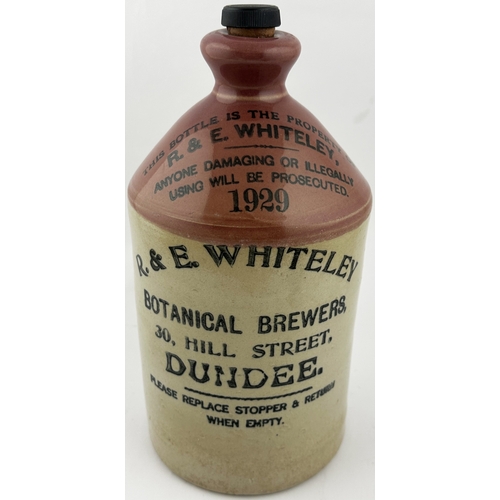 THIS BOTTLE IS THE PROPERTY
R. & E. WHITELEY,
ANYONE DAMAGING OR ILLEGALLY
USING WILL BE PROSECUTED.
1929
R. & E. WHITELEY
BOTANICAL BREWERS,
30, HILL STREET,
DUNDEE.
PLEASE REPLACE STOPPER & RETURN
WHEN EMPTY.